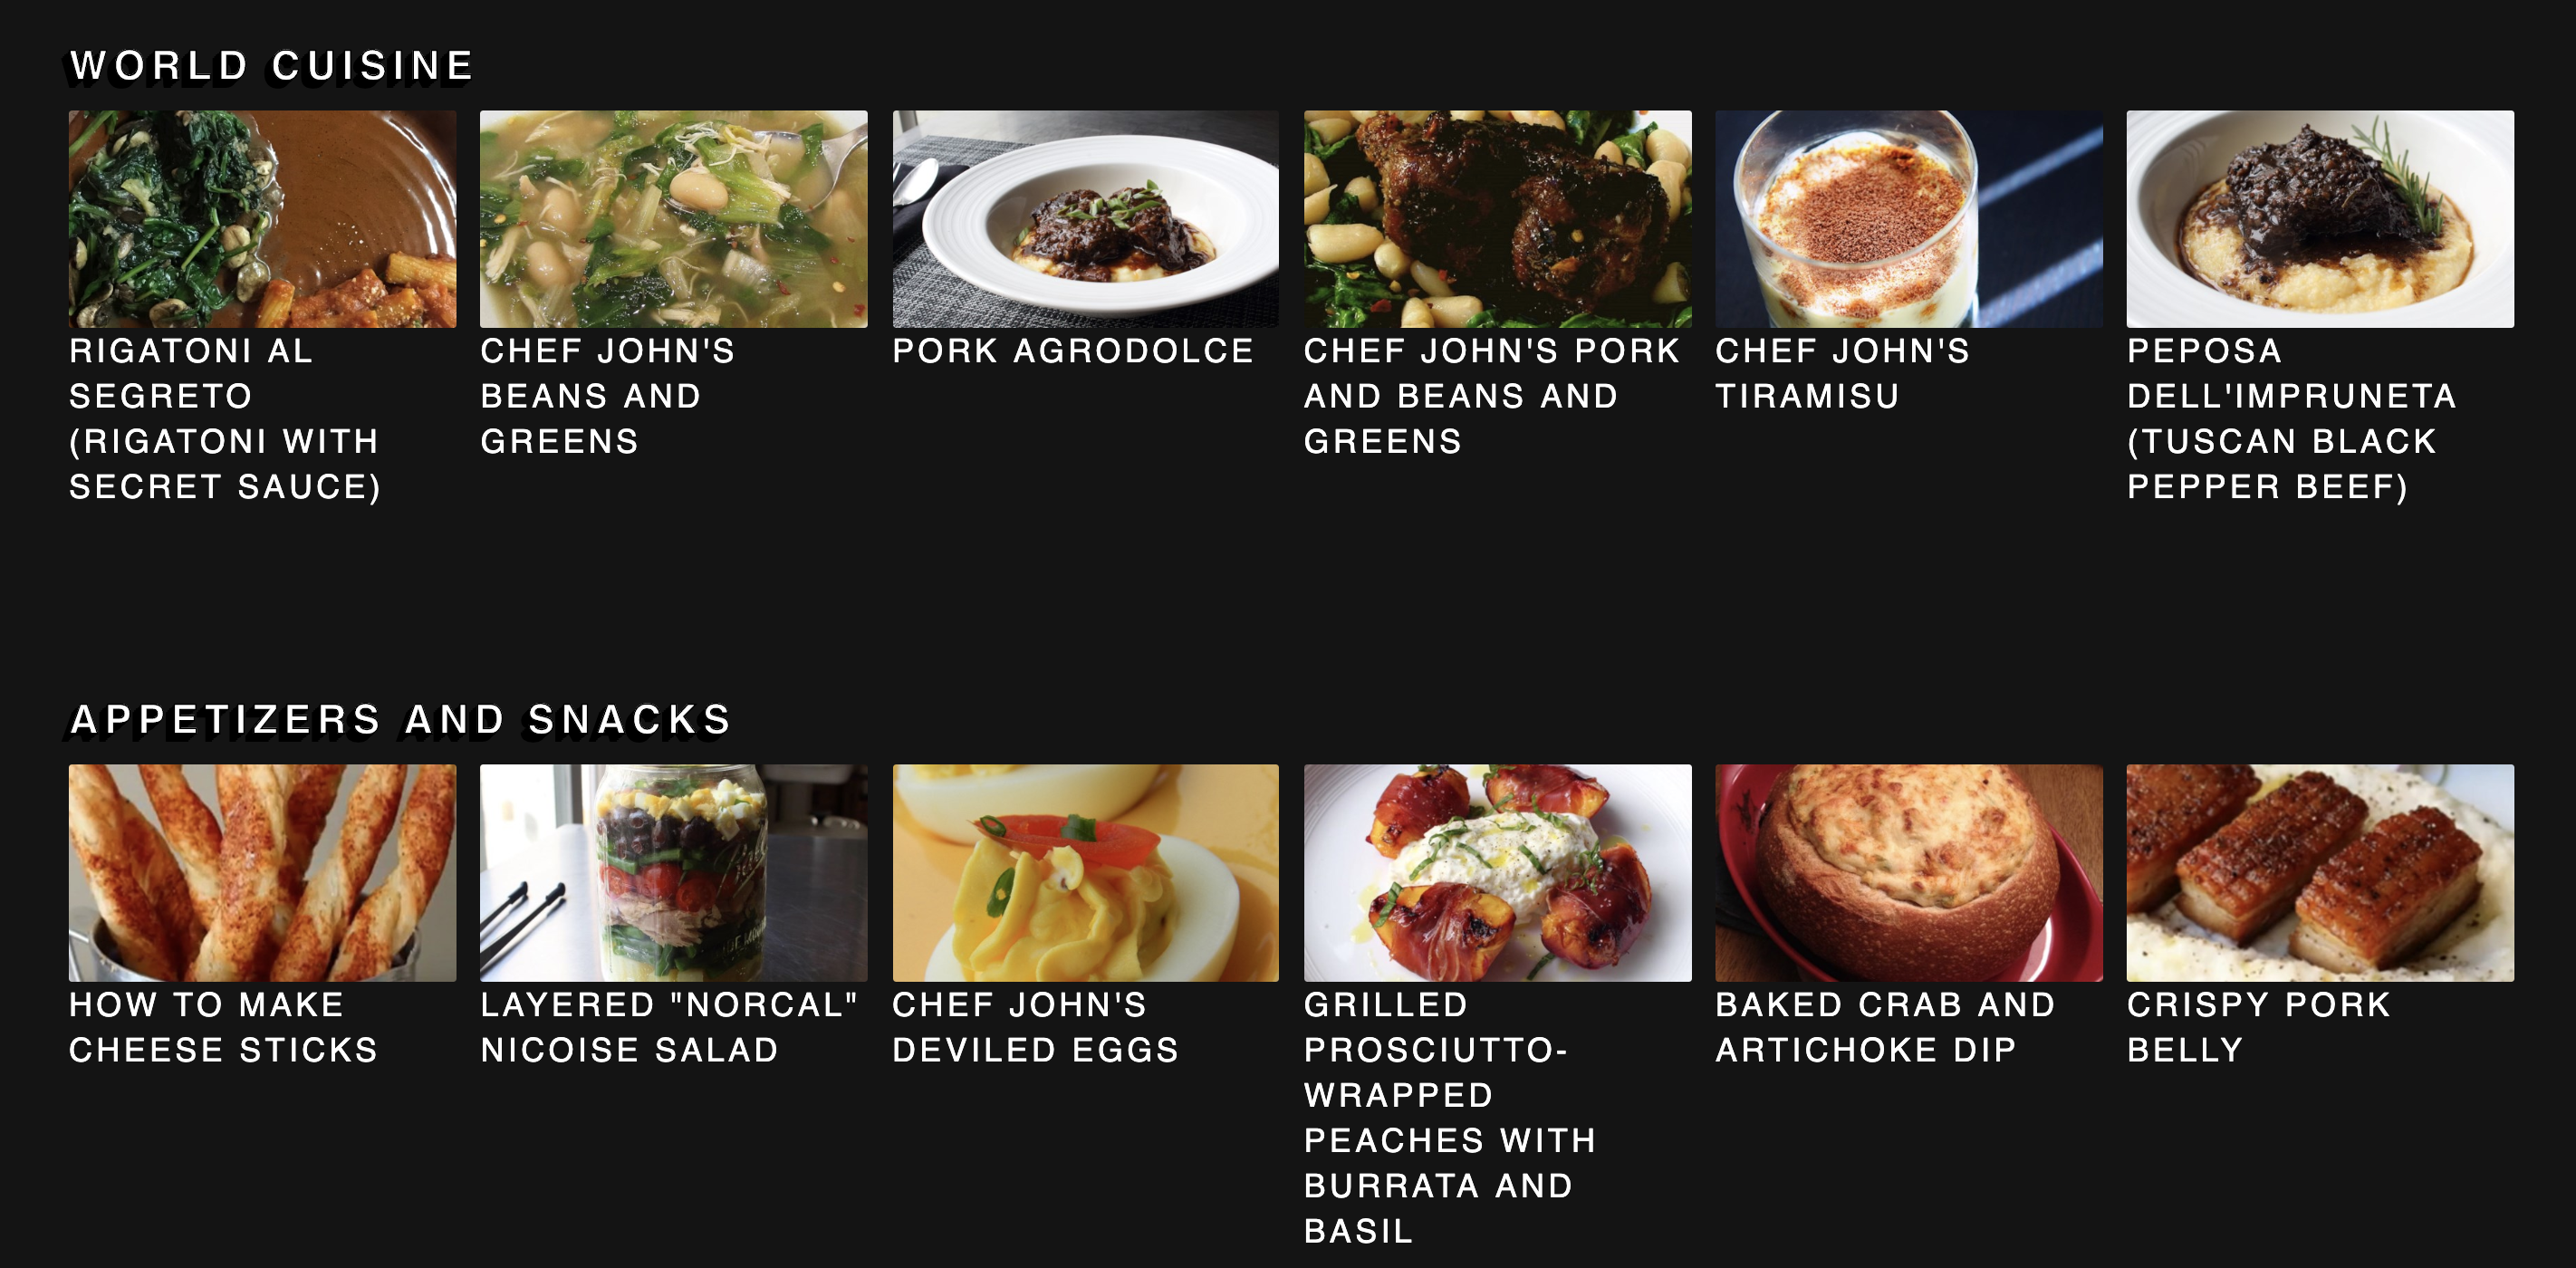 WORLD CUISINE
RIGATONI AL
SEGRETO
(RIGATONI WITH
SECRET SAUCE)
CHEF JOHN'S
BEANS AND
GREENS
PORK AGRODOLCE
CHEF JOHN'S PORK
AND BEANS AND
GREENS
CHEF JOHN'S
TIRAMISU
PEPOSA
DELL'IMPRUNETA
(TUSCAN BLACK
PEPPER BEEF)
APPETIZERS AND SNACKS
HOW TO MAKE
CHEESE STICKS
LAYERED "NORCAL"
NICOISE SALAD
CHEF JOHN'S
DEVILED EGGS
GRILLED
PROSCIUTTO-
WRAPPED
PEACHES WITH
BURRATA AND
BASIL
BAKED CRAB AND
ARTICHOKE DIP
CRISPY PORK
BELLY